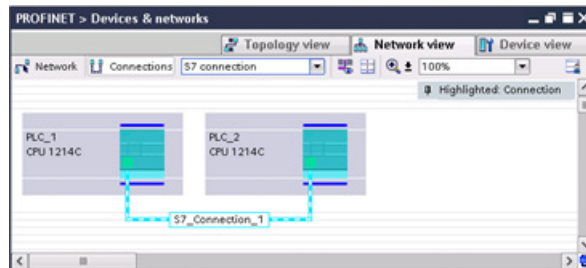 PROFINET > Devices & networks
Topology view Network view Device view
Network Connections S7 connection 100%
Highlighted: Connection
PLC_1 PLC_2
CPU 1214C CPU 1214C
S7_Connection_1